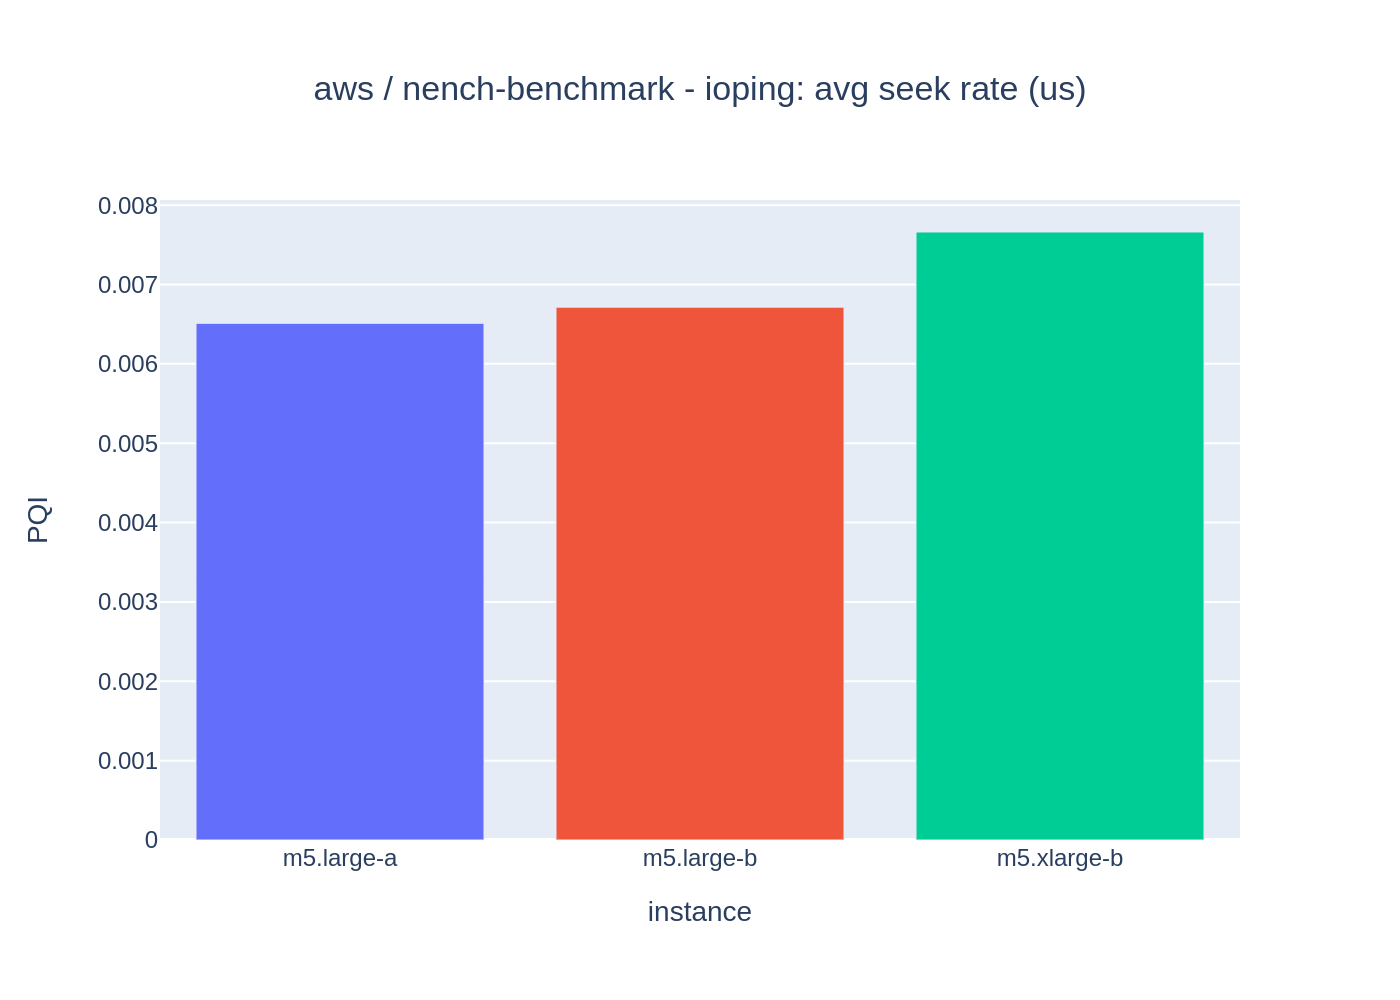 aws / nench-benchmark - ioping: avg seek rate (us)
PQI
0.008
0.007
0.006
0.005
0.004
0.003
0.002
0.001
0
m5.large-a m5.large-b m5.xlarge-b
instance